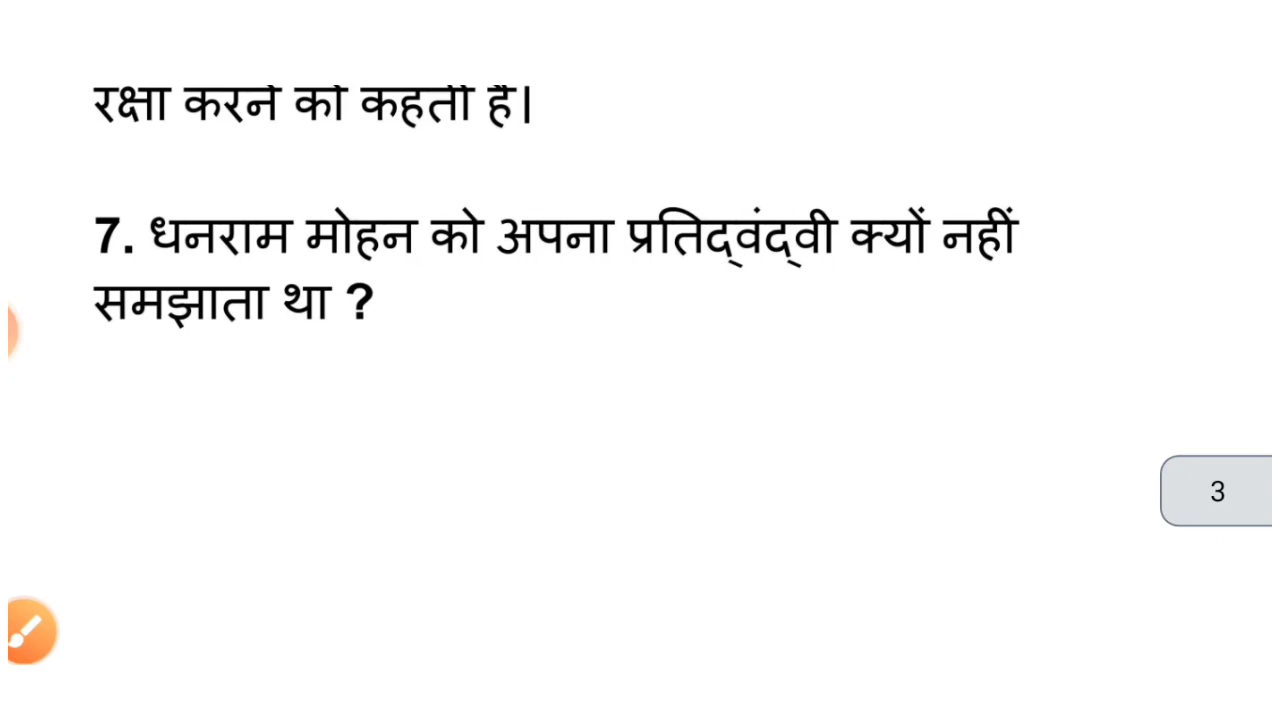 रक्षा करने को कहती है।
7. धनराम मोहन को अपना प्रतिद्वंद्वी क्यों नहीं
समझाता था ?
3